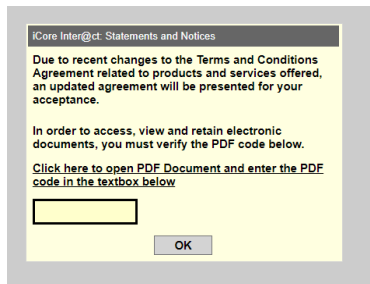 iCore Inter@ct: Statements and Notices
Due to recent changes to the Terms and Conditions
Agreement related to products and services offered,
an updated agreement will be presented for your
acceptance.
In order to access, view and retain electronic
documents, you must verify the PDF code below.
Click here to open PDF Document and enter the PDF
code in the textbox below
OK